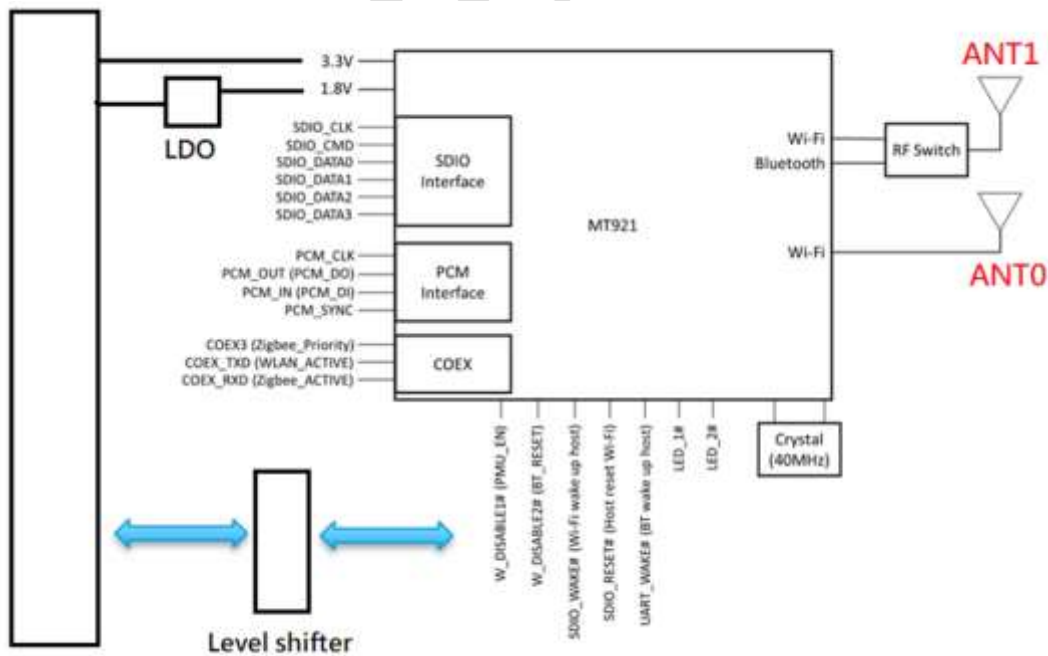 3.3V
1.8V
LDO
SDIO_CLK
SDIO_CMD
SDIO_DATA0
SDIO_DATA1
SDIO_DATA2
SDIO_DATA3
SDIO
Interface
PCM_CLK
PCM_OUT (PCM_DO)
PCM_IN (PCM_DI)
PCM_SYNC
PCM
Interface
COEX3 (Zigbee_Priority)
COEX_TXD (WLAN_ACTIVE)
COEX_RXD (Zigbee_ACTIVE)
COEX
MT921
Wi-Fi
Bluetooth
RF Switch
ANT1
Wi-Fi
ANT0
W_DISABLE1# (PMU_EN)
W_DISABLE2# (BT_RESET)
SDIO_WAKE# (Wi-Fi wake up host)
SDIO_RESET# (Host reset Wi-Fi)
UART_WAKE# (BT wake up host)
LED_1#
LED_2#
Crystal
(40MHz)
Level shifter